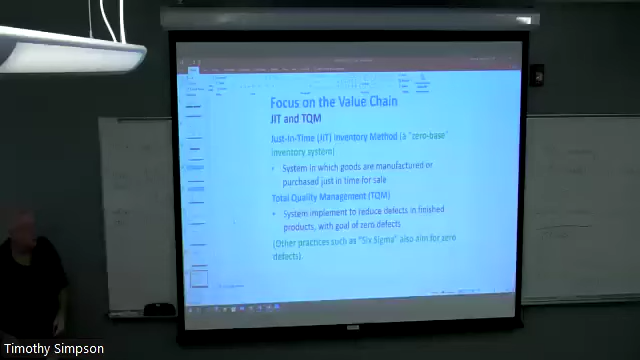 Focus on the Value Chain
JIT and TQM
Just-In-Time (JIT) Inventory Method (a "zero-base"
inventory system)
• System in which goods are manufactured or
purchased just in time for sale
Total Quality Management (TQM)
• System implement to reduce defects in finished
products, with goal of zero defects
(Other practices such as "Six Sigma" also aim for zero
defects).
Timothy Simpson